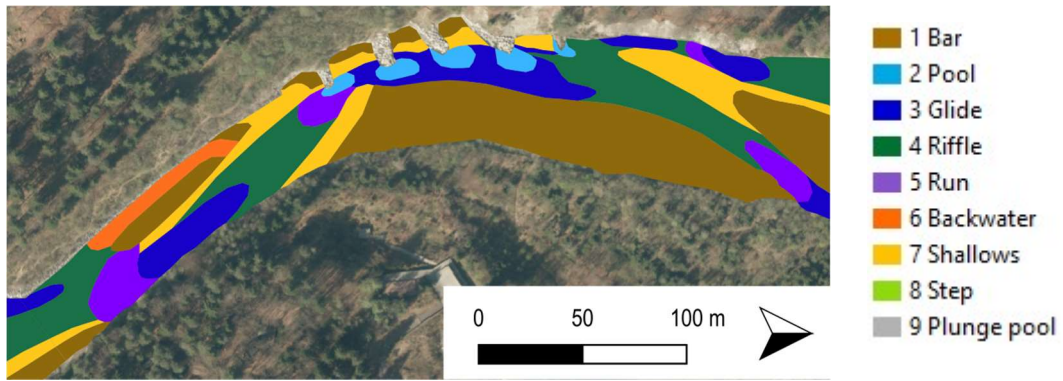 1 Bar
2 Pool
3 Glide
4 Riffle
5 Run
6 Backwater
7 Shallows
8 Step
9 Plunge pool
0 50 100 m